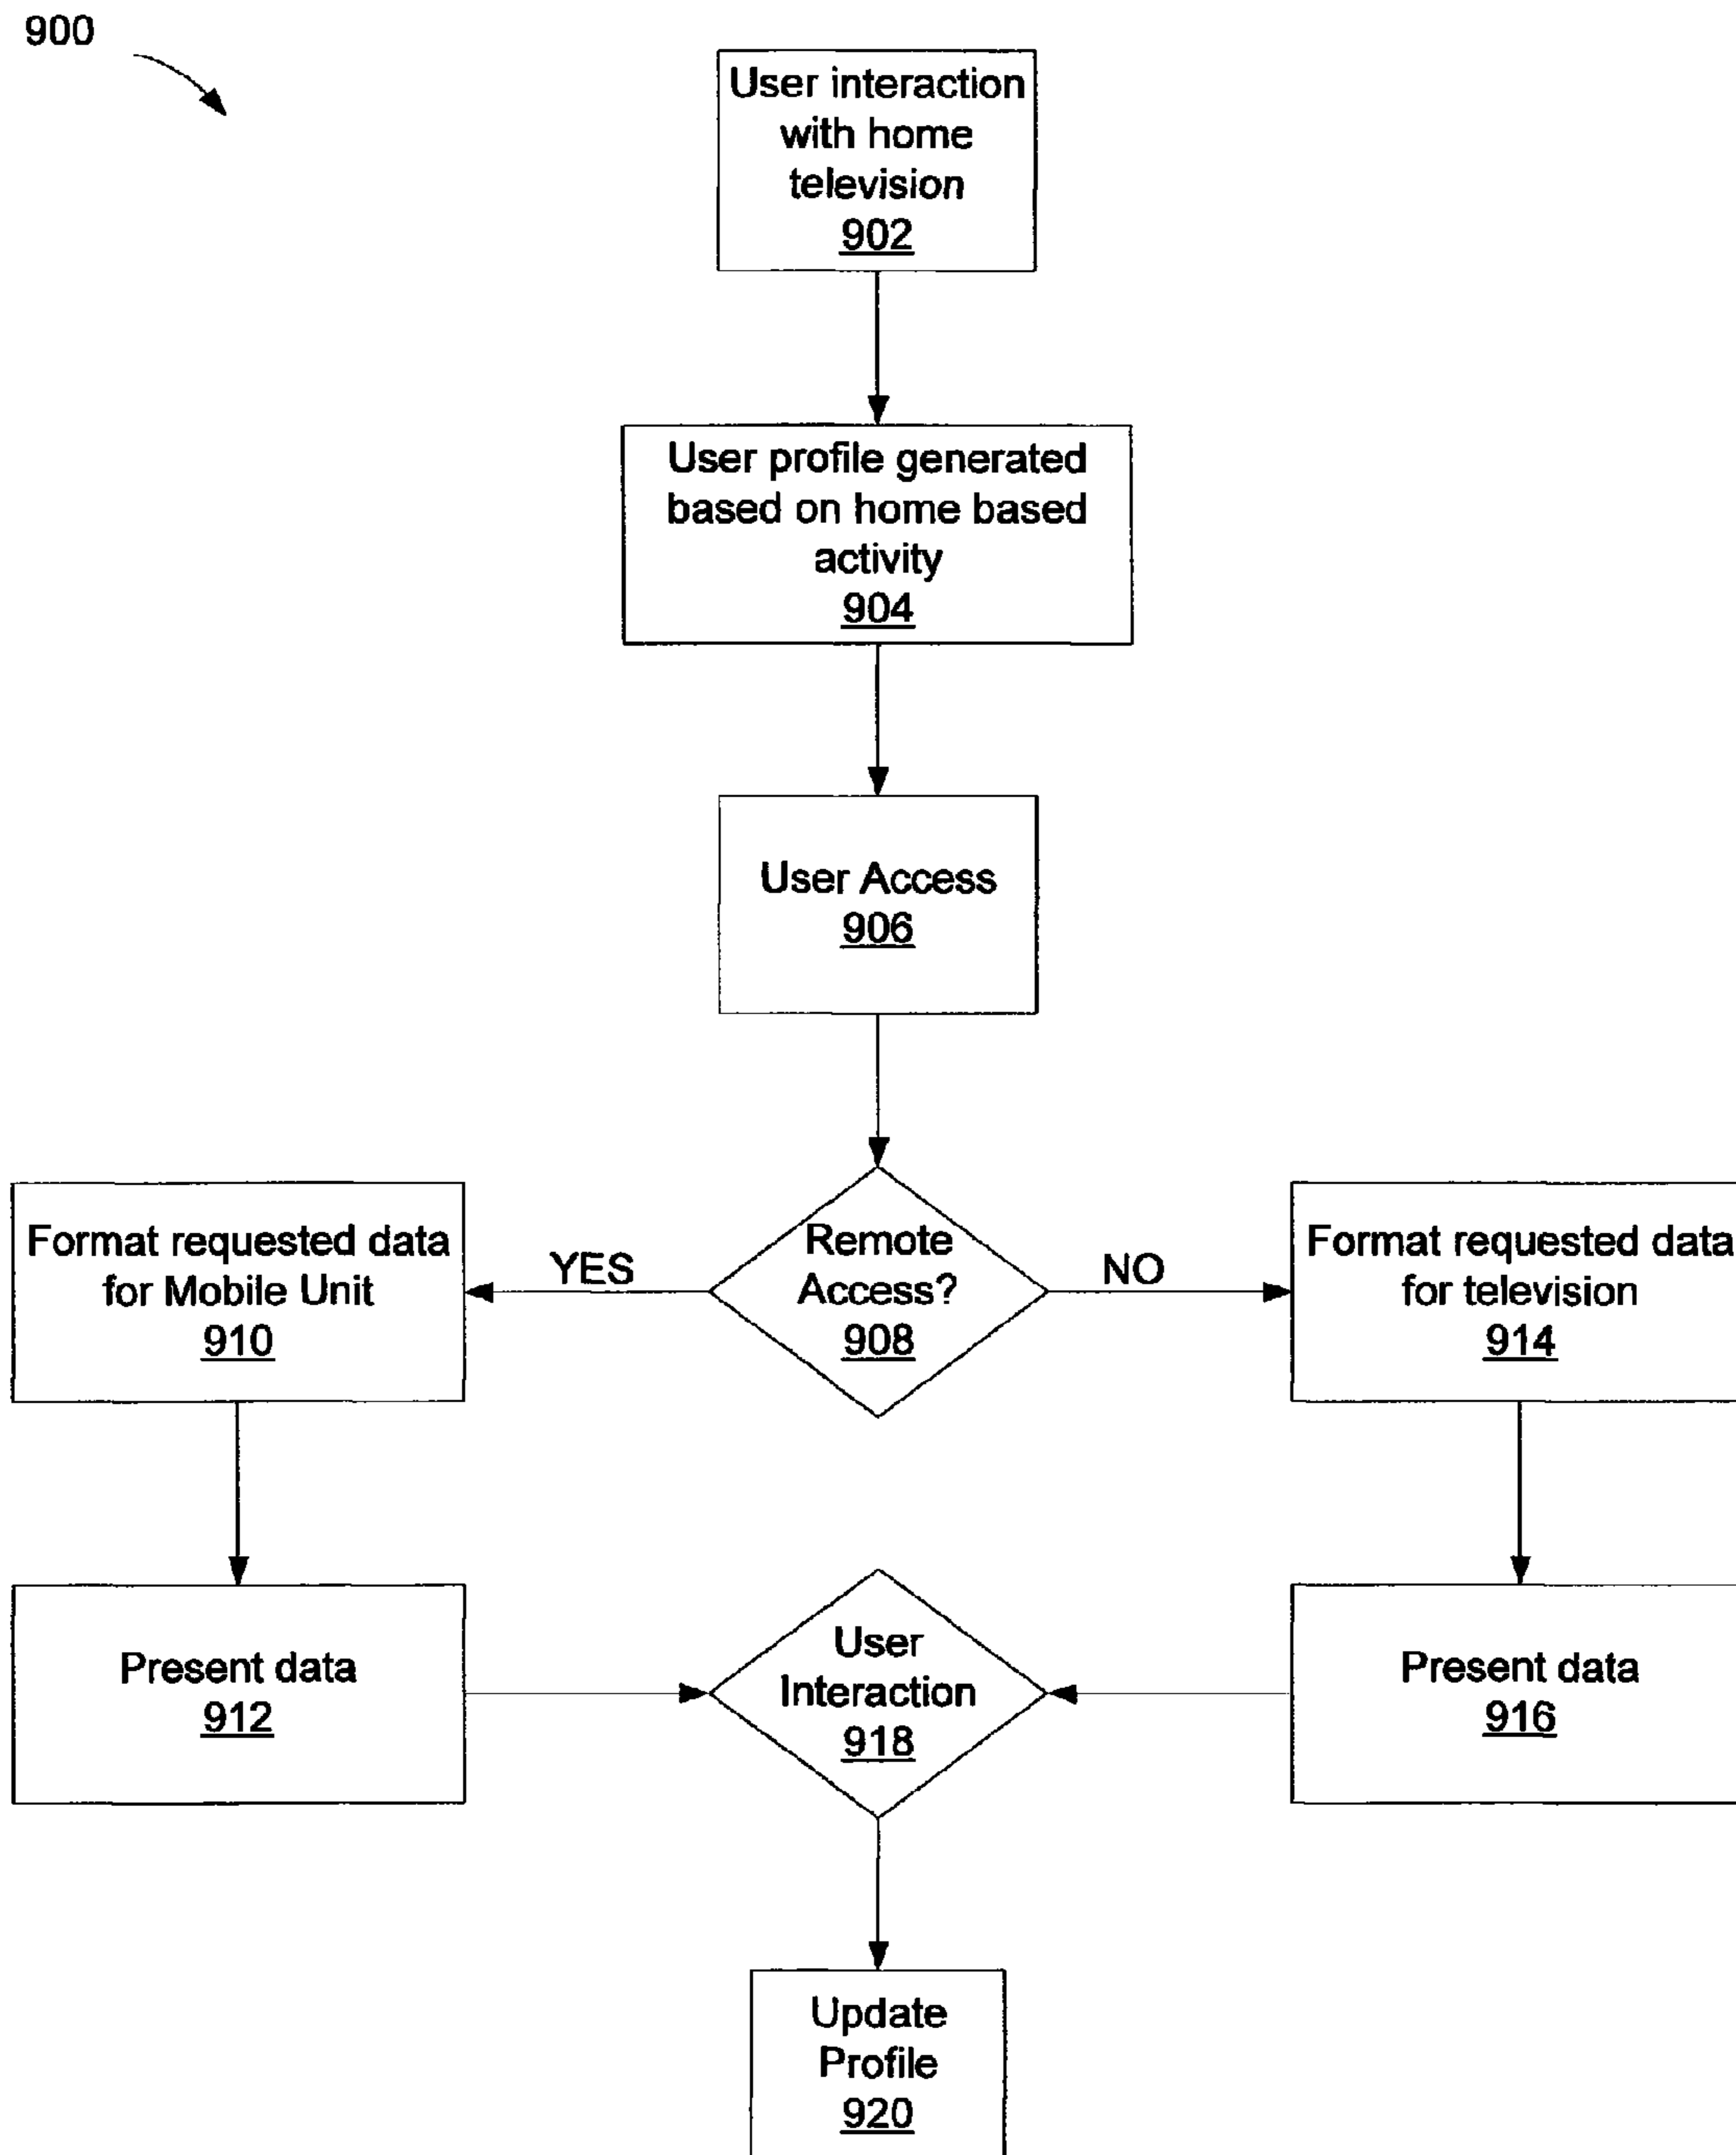 900
User interaction
with home
television
902
User profile generated
based on home based
activity
904
User Access
906
Remote
Access?
908
YES
NO
Format requested data
for Mobile Unit
910
Format requested data
for television
914
Present data
912
User
Interaction
918
Present data
916
Update
Profile
920